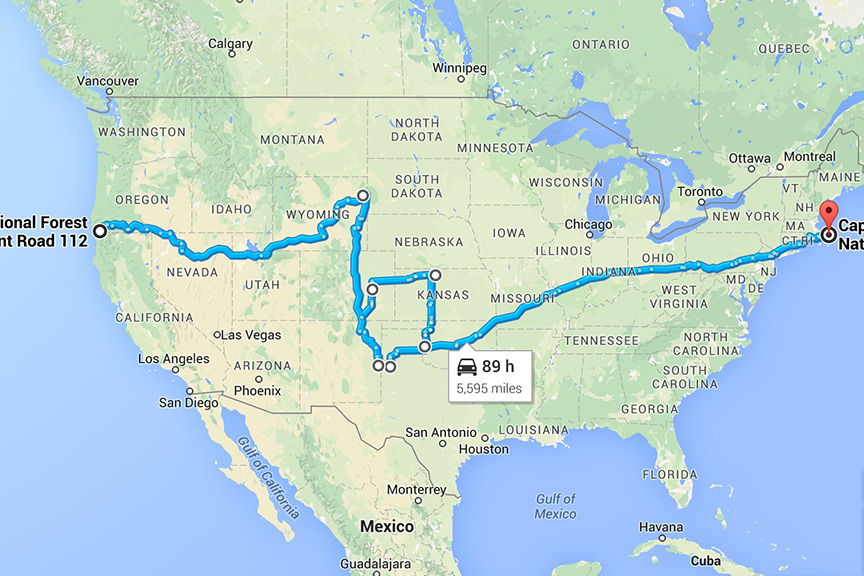 Calgary
Vancouver
Winnipeg
ONTARIO
QUEBEC
WASHINGTON
MONTANA
NORTH
DAKOTA
MINNESOTA
Ottawa
Montreal
MAINE
OREGON
IDAHO
WYOMING
SOUTH
DAKOTA
WISCONSIN
MICHIGAN
Toronto
VT
NH
NEW YORK
MA
CT
RI
ional Forest
nt Road 112
Cap
Nat
Chicago
IOWA
NEBRASKA
ILLINOIS
INDIANA
OHIO
NJ
MD
DE
NEVADA
UTAH
KANSAS
MISSOURI
WEST
VIRGINIA
CALIFORNIA
Las Vegas
Los Angeles
San Diego
ARIZONA
Phoenix
89 h
5,595 miles
TENNESSEE
NORTH
CAROLINA
SOUTH
CAROLINA
GEORGIA
San Antonio
Houston
LOUISIANA
FLORIDA
Gulf of California
Monterrey
Gulf of
Mexico
Mexico
Havana
Cuba
Guadalajara